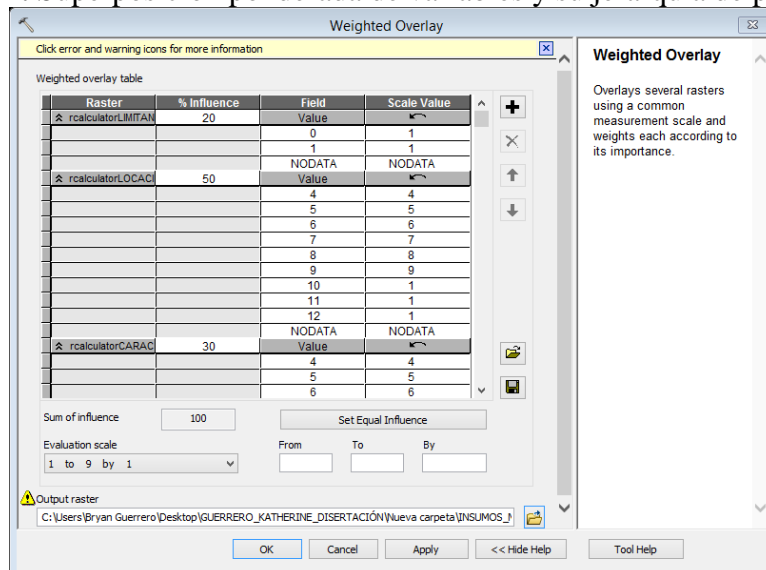 Weighted Overlay
Click error and warning icons for more information
Weighted overlay table
Raster % Influence Field Scale Value
rcalculatorLIMITAN 20 Value
0 1
1 1
NODATA NODATA
rcalculatorLOCACI 50 Value
4 4
5 5
6 6
7 7
8 8
9 9
10 1
11 1
12 1
NODATA NODATA
rcalculatorCARAC 30 Value
4 4
5 5
6 6
Sum of influence 100 Set Equal Influence
Evaluation scale From To By
1 to 9 by 1
Output raster
C:\Users\Bryan Guerrero\Desktop\GUERRERO_KATHERINE_DISERTACIÓN\Nueva carpeta\INSUMOS_
OK Cancel Apply << Hide Help Tool Help
Weighted Overlay
Overlays several rasters
using a common
measurement scale and
weights each according to
its importance.